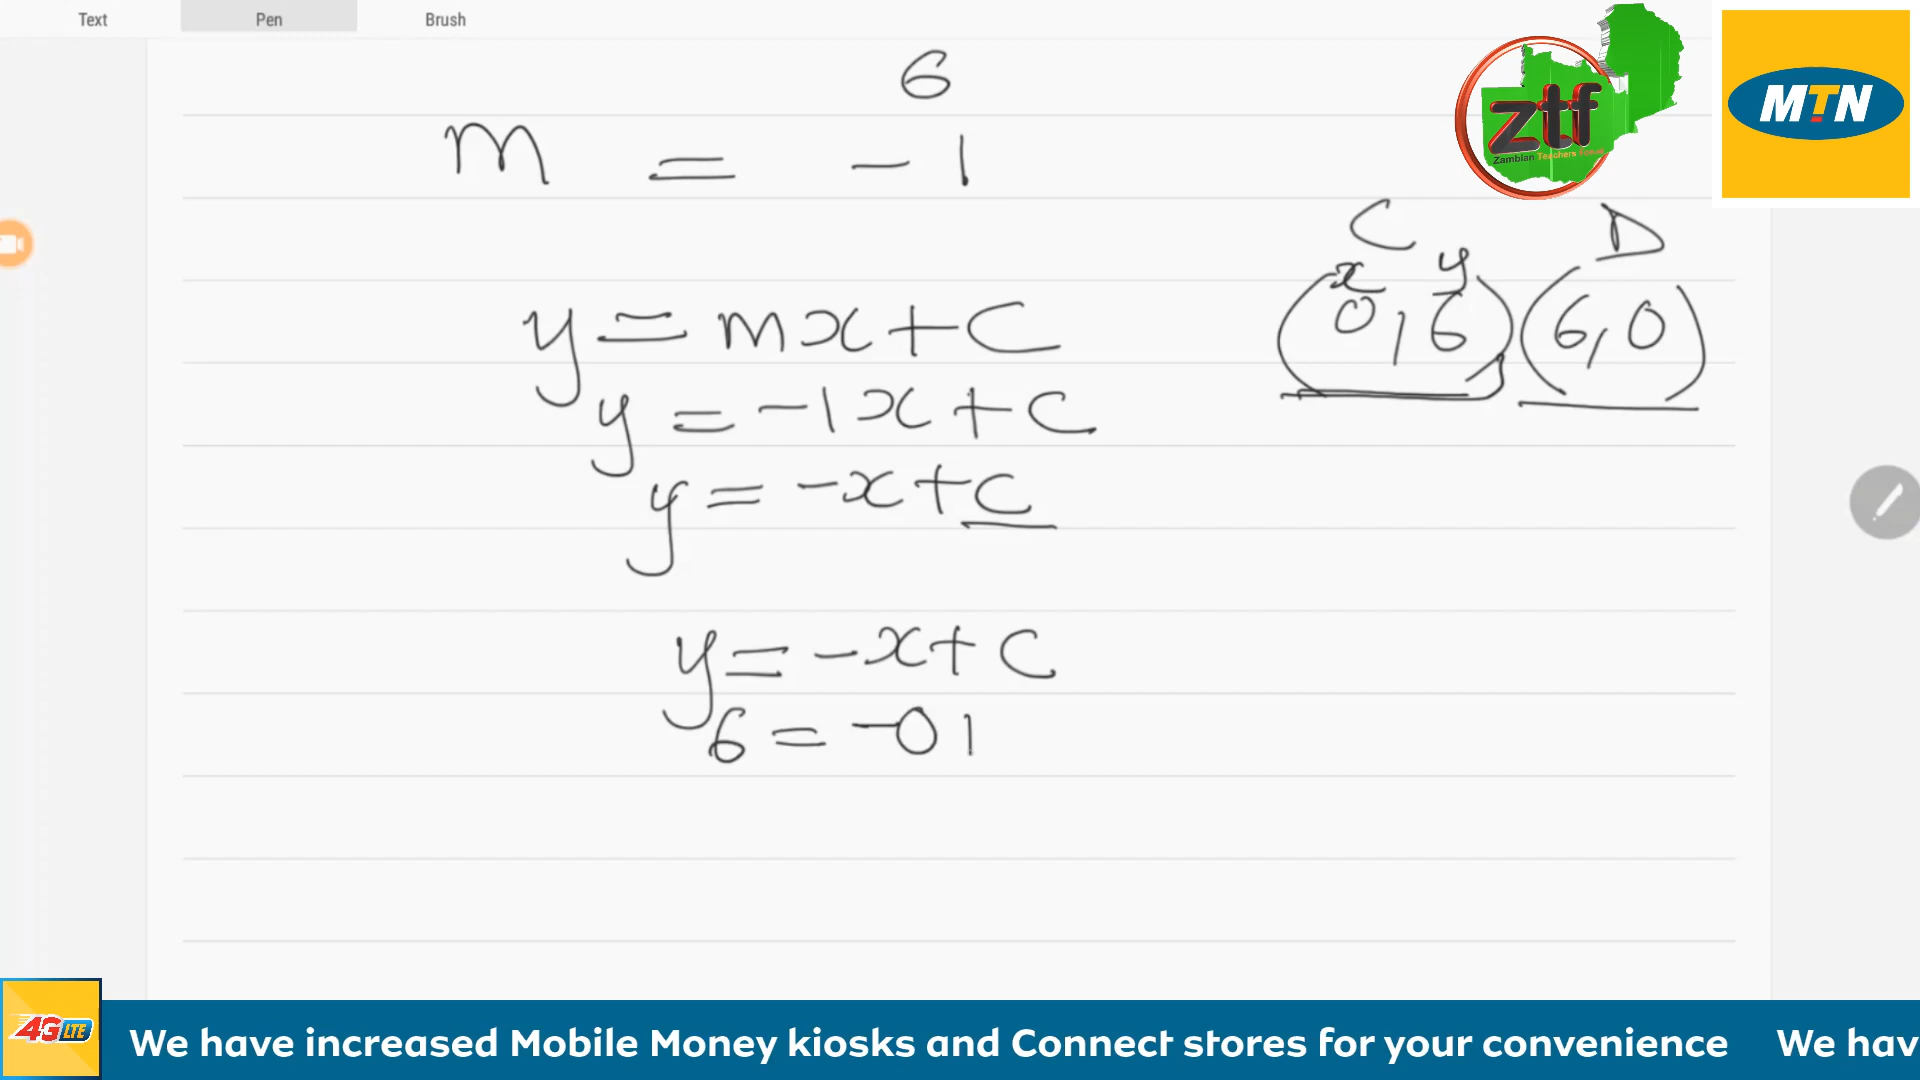 Text Pen Brush
6
m = - 1
ztf
Zambian Teachers Focus
MTN
C D
x y
(0,6), (6,0)
y = mx + C
y = -1x + C
y = -x + C
y = -x + C
6 = -0 1
4G LTE
We have increased Mobile Money kiosks and Connect stores for your convenience We hav